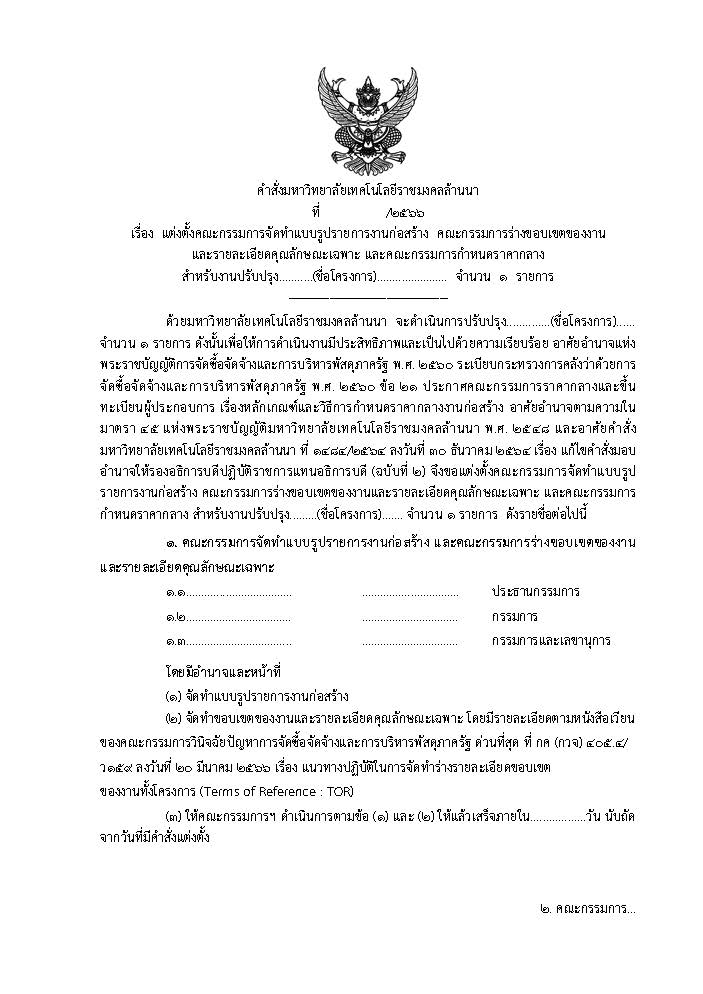 คำสั่งมหาวิทยาลัยเทคโนโลยีราชมงคลล้านนา
ที่ /๒๕๖๖
เรื่อง แต่งตั้งคณะกรรมการจัดทำแบบรูปรายการงานก่อสร้าง คณะกรรมการร่างขอบเขตของงาน
และรายละเอียดคุณลักษณะเฉพาะ และคณะกรรมการกำหนดราคากลาง
สำหรับงานปรับปรุง...........(ชื่อโครงการ)....................... จำนวน ๑ รายการ
ด้วยมหาวิทยาลัยเทคโนโลยีราชมงคลล้านนา จะดำเนินการปรับปรุง..............(ชื่อโครงการ)......
จำนวน ๑ รายการ ดังนั้นเพื่อให้การดำเนินงานมีประสิทธิภาพและเป็นไปด้วยความเรียบร้อย อาศัยอำนาจแห่ง
พระราชบัญญัติการจัดซื้อจัดจ้างและการบริหารพัสดุภาครัฐ พ.ศ. ๒๕๖๐ ระเบียบกระทรวงการคลังว่าด้วยการ
จัดซื้อจัดจ้างและการบริหารพัสดุภาครัฐ พ.ศ. ๒๕๖๐ ข้อ ๒๑ ประกาศคณะกรรมการราคากลางและขึ้น
ทะเบียนผู้ประกอบการ เรื่องหลักเกณฑ์และวิธีการกำหนดราคากลางงานก่อสร้าง อาศัยอำนาจตามความใน
มาตรา ๔๕ แห่งพระราชบัญญัติมหาวิทยาลัยเทคโนโลยีราชมงคลล้านนา พ.ศ. ๒๕๔๘ และอาศัยคำสั่ง
มหาวิทยาลัยเทคโนโลยีราชมงคลล้านนา ที่ ๑๔๘๔/๒๕๖๔ ลงวันที่ ๓๐ ธันวาคม ๒๕๖๔ เรื่อง แก้ไขคำสั่งมอบ
อำนาจให้รองอธิการบดีปฏิบัติราชการแทนอธิการบดี (ฉบับที่ ๒) จึงขอแต่งตั้งคณะกรรมการจัดทำแบบรูป
รายการงานก่อสร้าง คณะกรรมการร่างขอบเขตของงานและรายละเอียดคุณลักษณะเฉพาะ และคณะกรรมการ
กำหนดราคากลาง สำหรับงานปรับปรุง.........(ชื่อโครงการ)....... จำนวน ๑ รายการ ดังรายชื่อต่อไปนี้
๑. คณะกรรมการจัดทำแบบรูปรายการงานก่อสร้าง และคณะกรรมการร่างขอบเขตของงาน
และรายละเอียดคุณลักษณะเฉพาะ
๑.๑................................... ................................ ประธานกรรมการ
๑.๒................................... ................................ กรรมการ
๑.๓................................... ................................ กรรมการและเลขานุการ
โดยมีอำนาจและหน้าที่
(๑) จัดทำแบบรูปรายการงานก่อสร้าง
(๒) จัดทำขอบเขตของงานและรายละเอียดคุณลักษณะเฉพาะ โดยมีรายละเอียดตามหนังสือเวียน
ของคณะกรรมการวินิจฉัยปัญหาการจัดซื้อจัดจ้างและการบริหารพัสดุภาครัฐ ด่วนที่สุด ที่ กค (กวจ) ๔๐๕.๔/
ว๑๕๙ ลงวันที่ ๒๐ มีนาคม ๒๕๖๖ เรื่อง แนวทางปฏิบัติในการจัดทำร่างรายละเอียดขอบเขต
ของงานทั้งโครงการ (Terms of Reference : TOR)
(๓) ให้คณะกรรมการฯ ดำเนินการตามข้อ (๑) และ (๒) ให้แล้วเสร็จภายใน..................วัน นับถัด
จากวันที่มีคำสั่งแต่งตั้ง
๒. คณะกรรมการ...